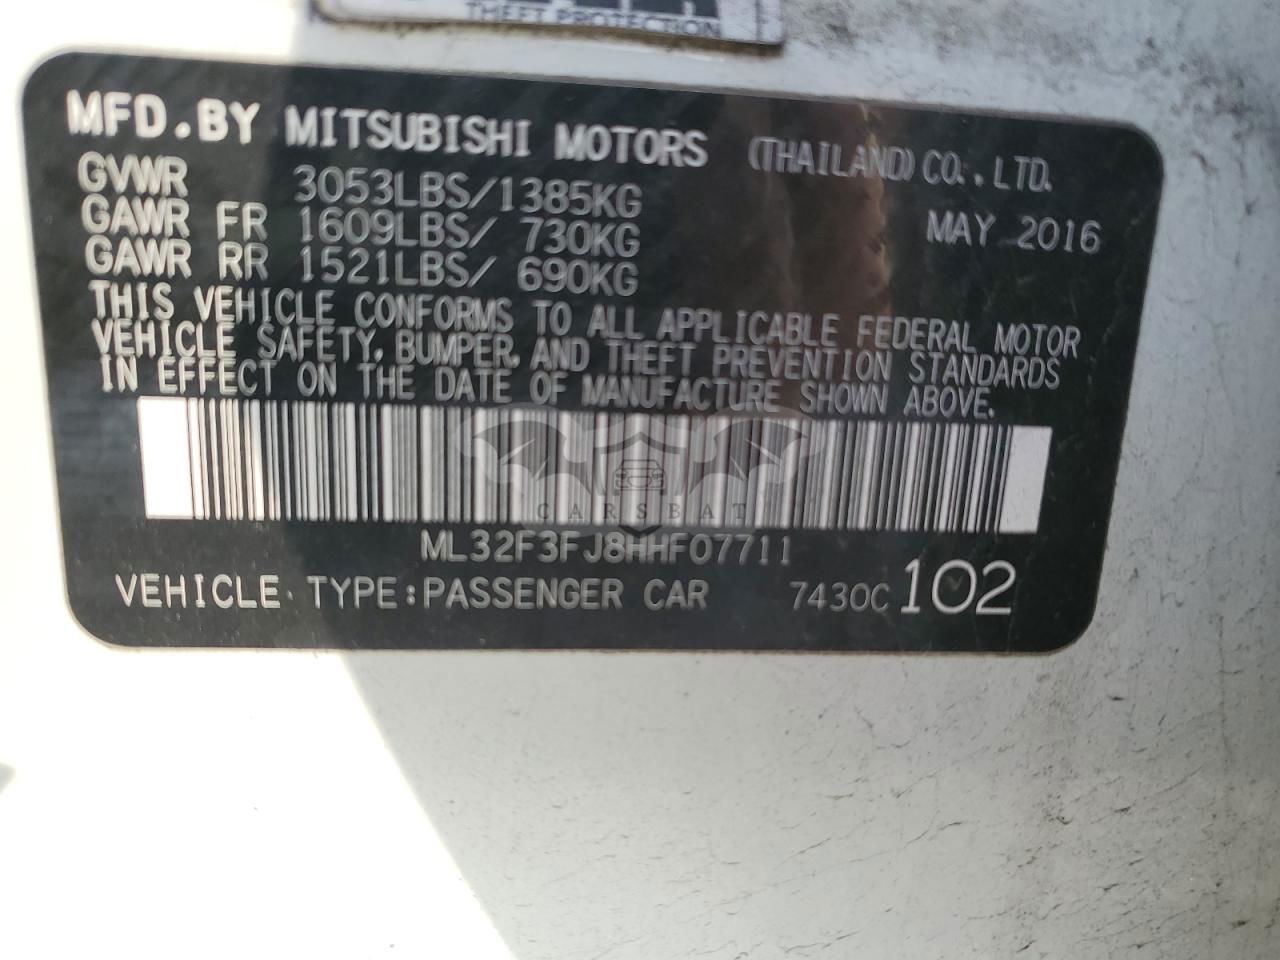 THEFT PROTECTION
MFD.BY MITSUBISHI MOTORS (THAILAND) CO., LTD.
GVWR 3053LBS/1385KG
GAWR FR 1609LBS/ 730KG MAY 2016
GAWR RR 1521LBS/ 690KG
THIS VEHICLE CONFORMS TO ALL APPLICABLE FEDERAL MOTOR
VEHICLE SAFETY, BUMPER, AND THEFT PREVENTION STANDARDS
IN EFFECT ON THE DATE OF MANUFACTURE SHOWN ABOVE.
CARSBAT
ML32F3FJ8HHF07711
VEHICLE TYPE:PASSENGER CAR 7430C 102